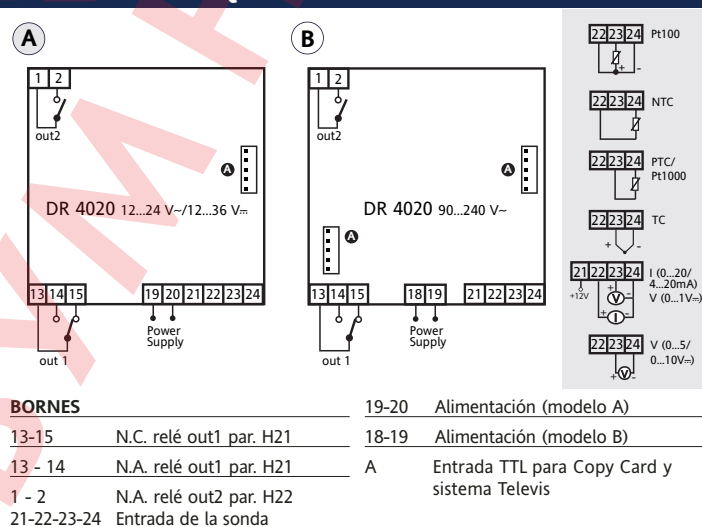 A
1 2
out2
A
DR 4020 12...24 V~/12...36 V⎓
13 14 15
19 20 21 22 23 24
Power
Supply
out 1
B
1 2
out2
A
DR 4020 90...240 V~
A
13 14 15
18 19
21 22 23 24
Power
Supply
out 1
22 23 24 Pt100
+ -
22 23 24 NTC
22 23 24 PTC/
Pt1000
22 23 24 TC
+ -
21 22 23 24 I (0...20/
4...20mA)
V (0...1V⎓)
+12V
+ V -
+ I -
22 23 24 V (0...5/
0...10V⎓)
+ V -
BORNES
13-15 N.C. relé out1 par. H21
13 - 14 N.A. relé out1 par. H21
1 - 2 N.A. relé out2 par. H22
21-22-23-24 Entrada de la sonda
19-20 Alimentación (modelo A)
18-19 Alimentación (modelo B)
A Entrada TTL para Copy Card y
sistema Televis